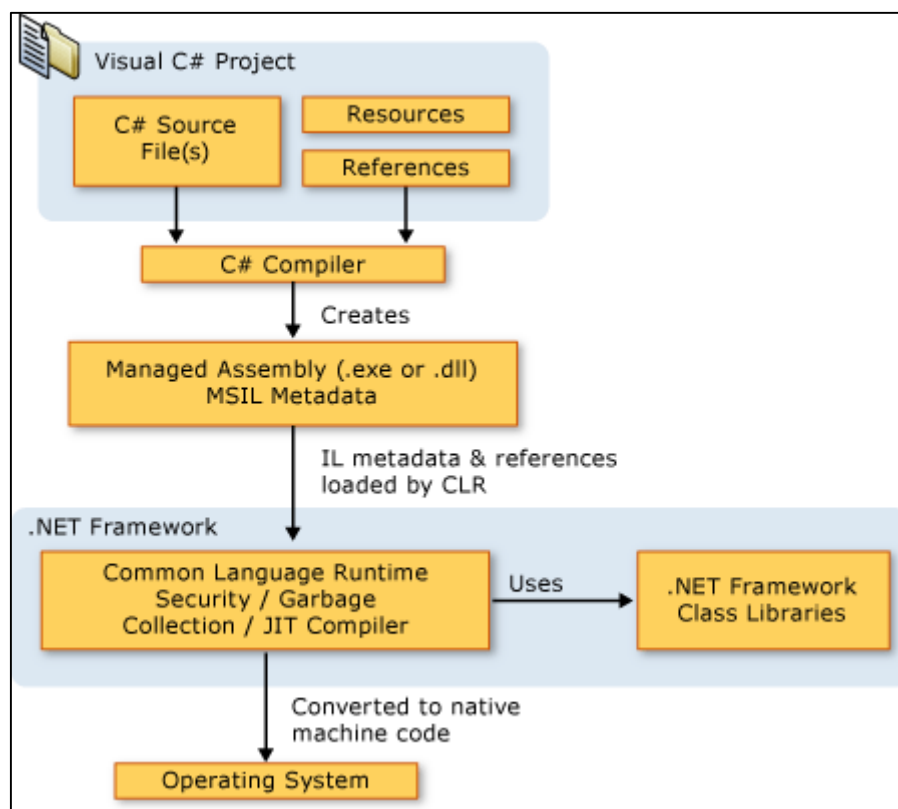 Visual C# Project
C# Source
File(s)
Resources
References
C# Compiler
Creates
Managed Assembly (.exe or .dll)
MSIL Metadata
IL metadata & references
loaded by CLR
.NET Framework
Common Language Runtime
Security / Garbage
Collection / JIT Compiler
Uses
.NET Framework
Class Libraries
Converted to native
machine code
Operating System